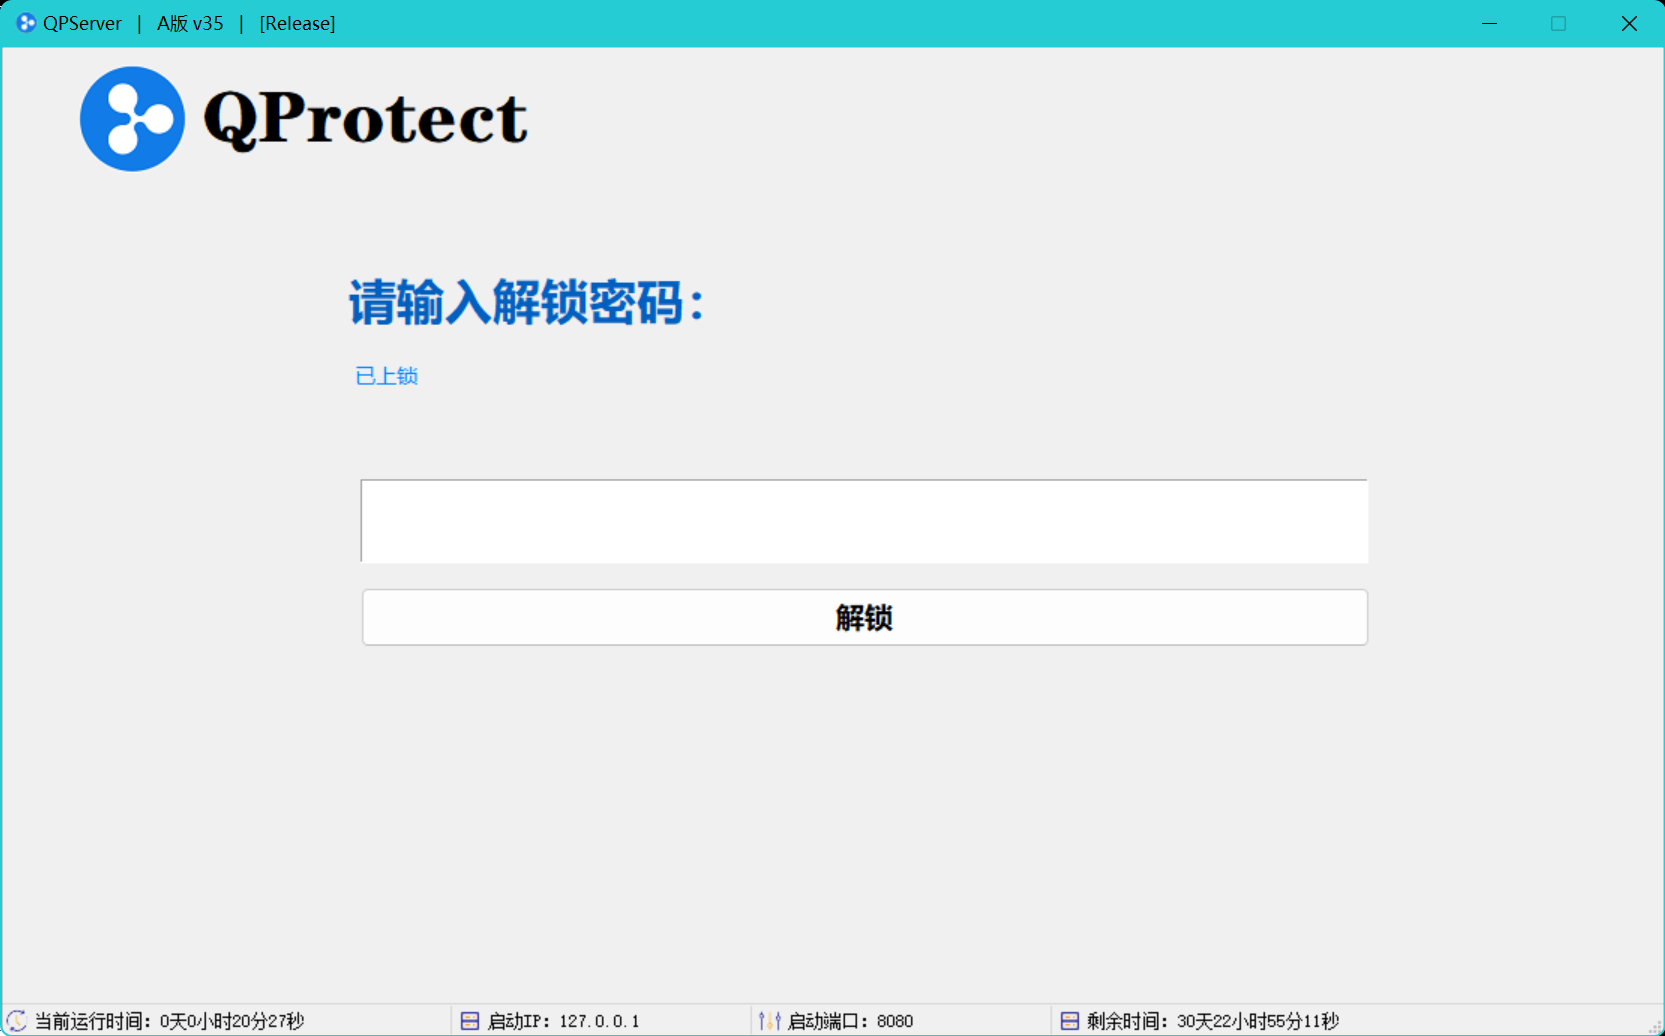 QPServer | A版 v35 | [Release]
QProtect
请输入解锁密码：
已上锁
解锁
当前运行时间：0天0小时20分27秒
启动IP：127.0.0.1
启动端口：8080
剩余时间：30天22小时55分11秒